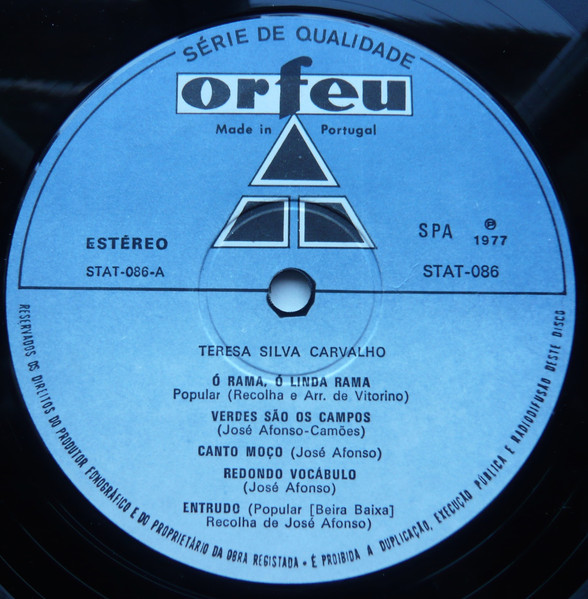 SÉRIE DE QUALIDADE
orfeu
Made in Portugal
ESTÉREO
STAT-086-A
SPA ℗ 1977
STAT-086
TERESA SILVA CARVALHO
Ó RAMA, Ó LINDA RAMA
Popular (Recolha e Arr. de Vitorino)
VERDES SÃO OS CAMPOS
(José Afonso-Camões)
CANTO MOÇO (José Afonso)
REDONDO VOCÁBULO
(José Afonso)
ENTRUDO (Popular [Beira Baixa]
Recolha de José Afonso)
RESERVADOS OS DIREITOS DO PRODUTOR FONOGRÁFICO E DO PROPRIETÁRIO DA OBRA REGISTADA • É PROIBIDA A DUPLICAÇÃO, EXECUÇÃO PÚBLICA E RADIODIFUSÃO DESTE DISCO